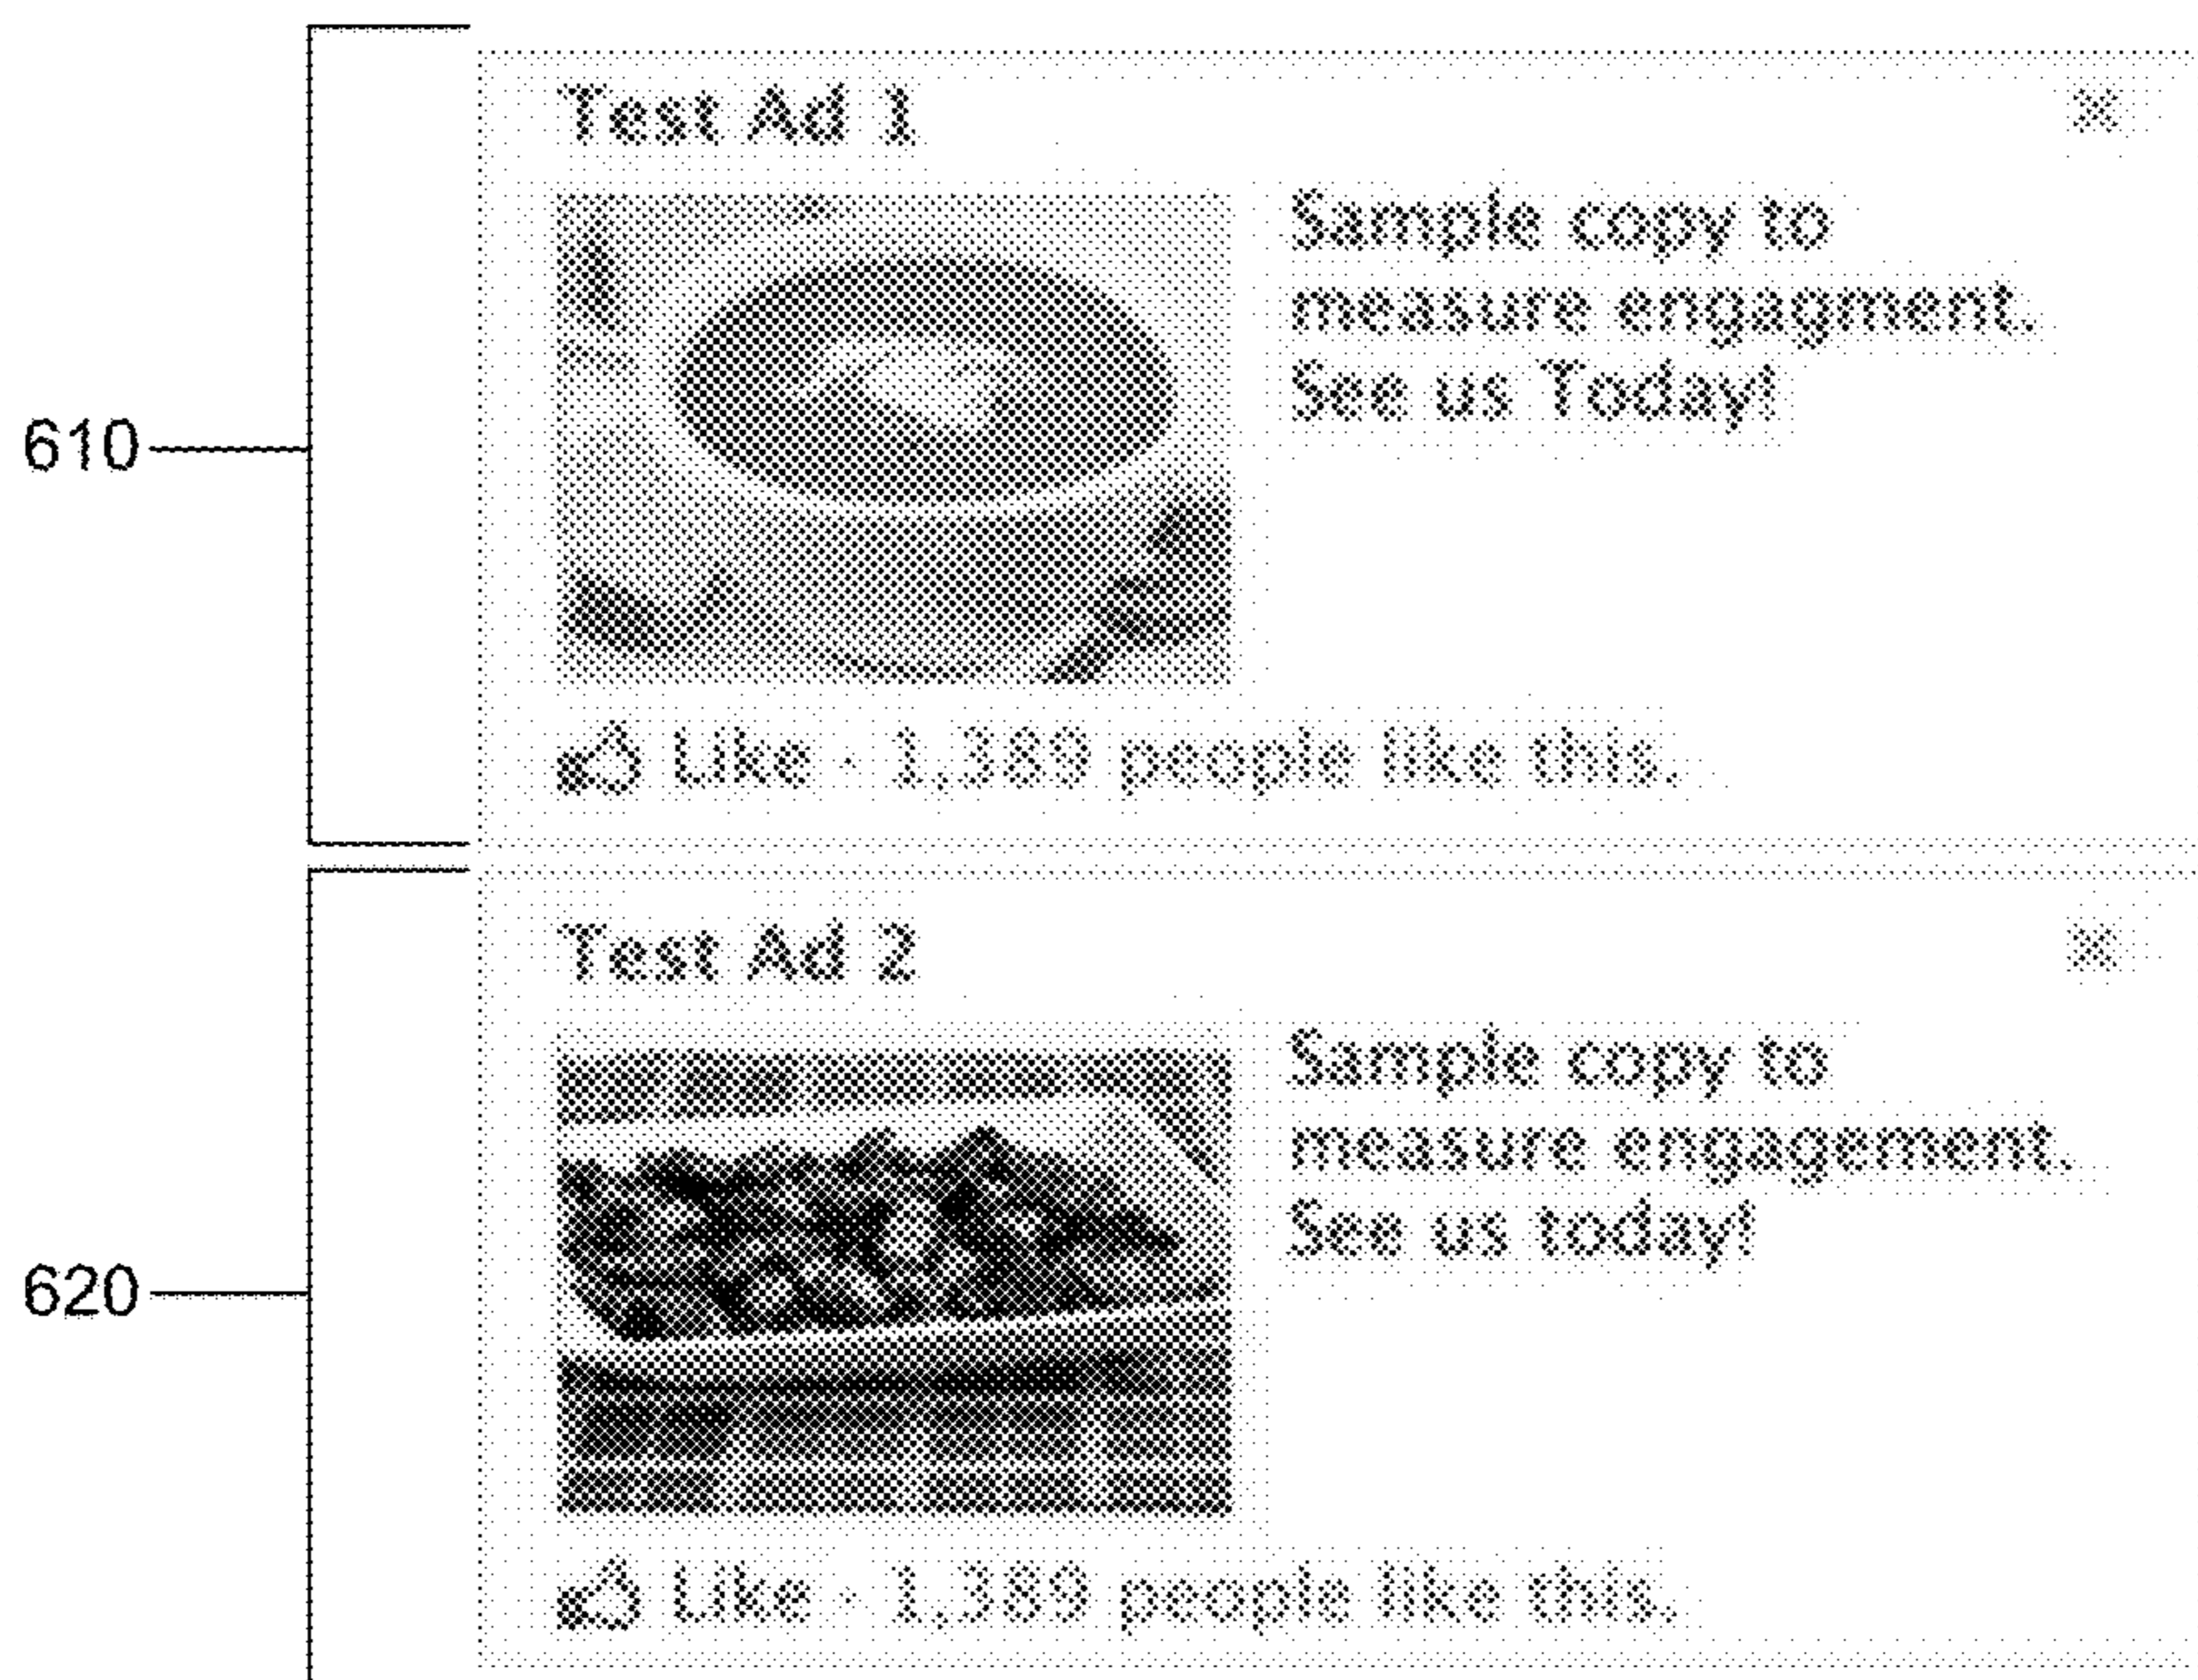 Test Ad 1
Sample copy to
measure engagment.
See us Today!
610
Like · 1,389 people like this.
Test Ad 2
Sample copy to
measure engagement.
See us today!
620
Like · 1,389 people like this.